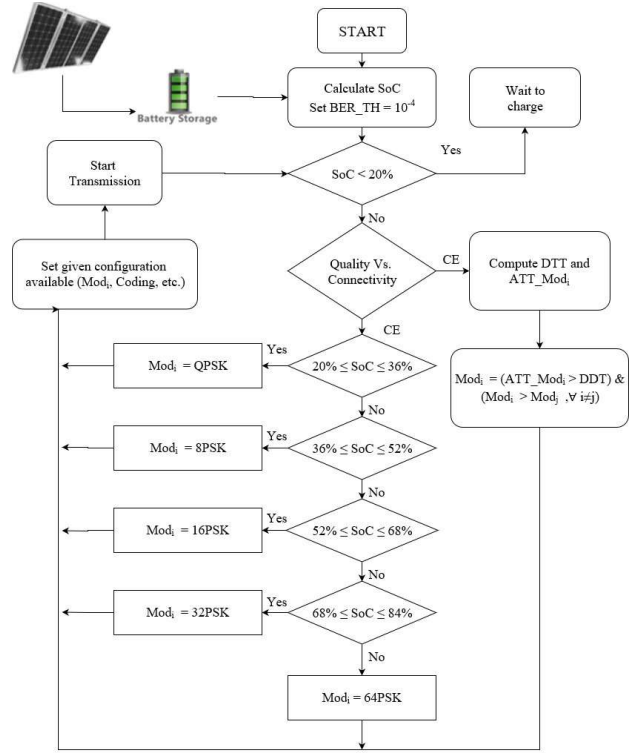 START
Calculate SoC
Set BER_TH = 10⁻⁴
Wait to
charge
Battery Storage
Yes
Start
Transmission
SoC < 20%
No
Set given configuration
available (Modᵢ, Coding, etc.)
Quality Vs.
Connectivity
CE
Compute DTT and
ATT_Modᵢ
CE
Modᵢ = (ATT_Modᵢ > DDT) &
(Modᵢ > Modⱼ ,∀ i≠j)
Modᵢ = QPSK
Yes
20% ≤ SoC ≤ 36%
No
Modᵢ = 8PSK
Yes
36% ≤ SoC ≤ 52%
No
Modᵢ = 16PSK
Yes
52% ≤ SoC ≤ 68%
No
Modᵢ = 32PSK
Yes
68% ≤ SoC ≤ 84%
No
Modᵢ = 64PSK